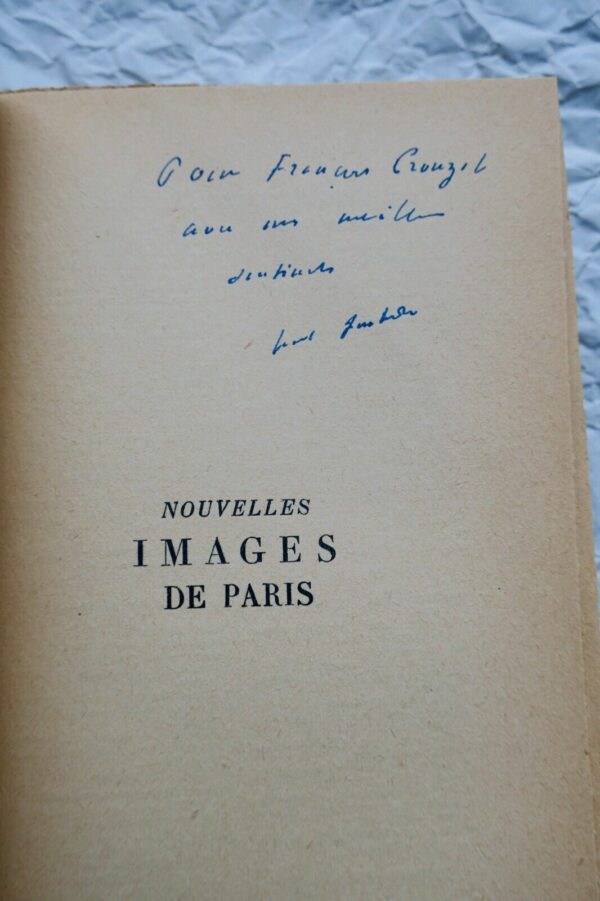 Pour François Crouzet
avec mes meilleurs
sentiments
NOUVELLES
IMAGES
DE PARIS